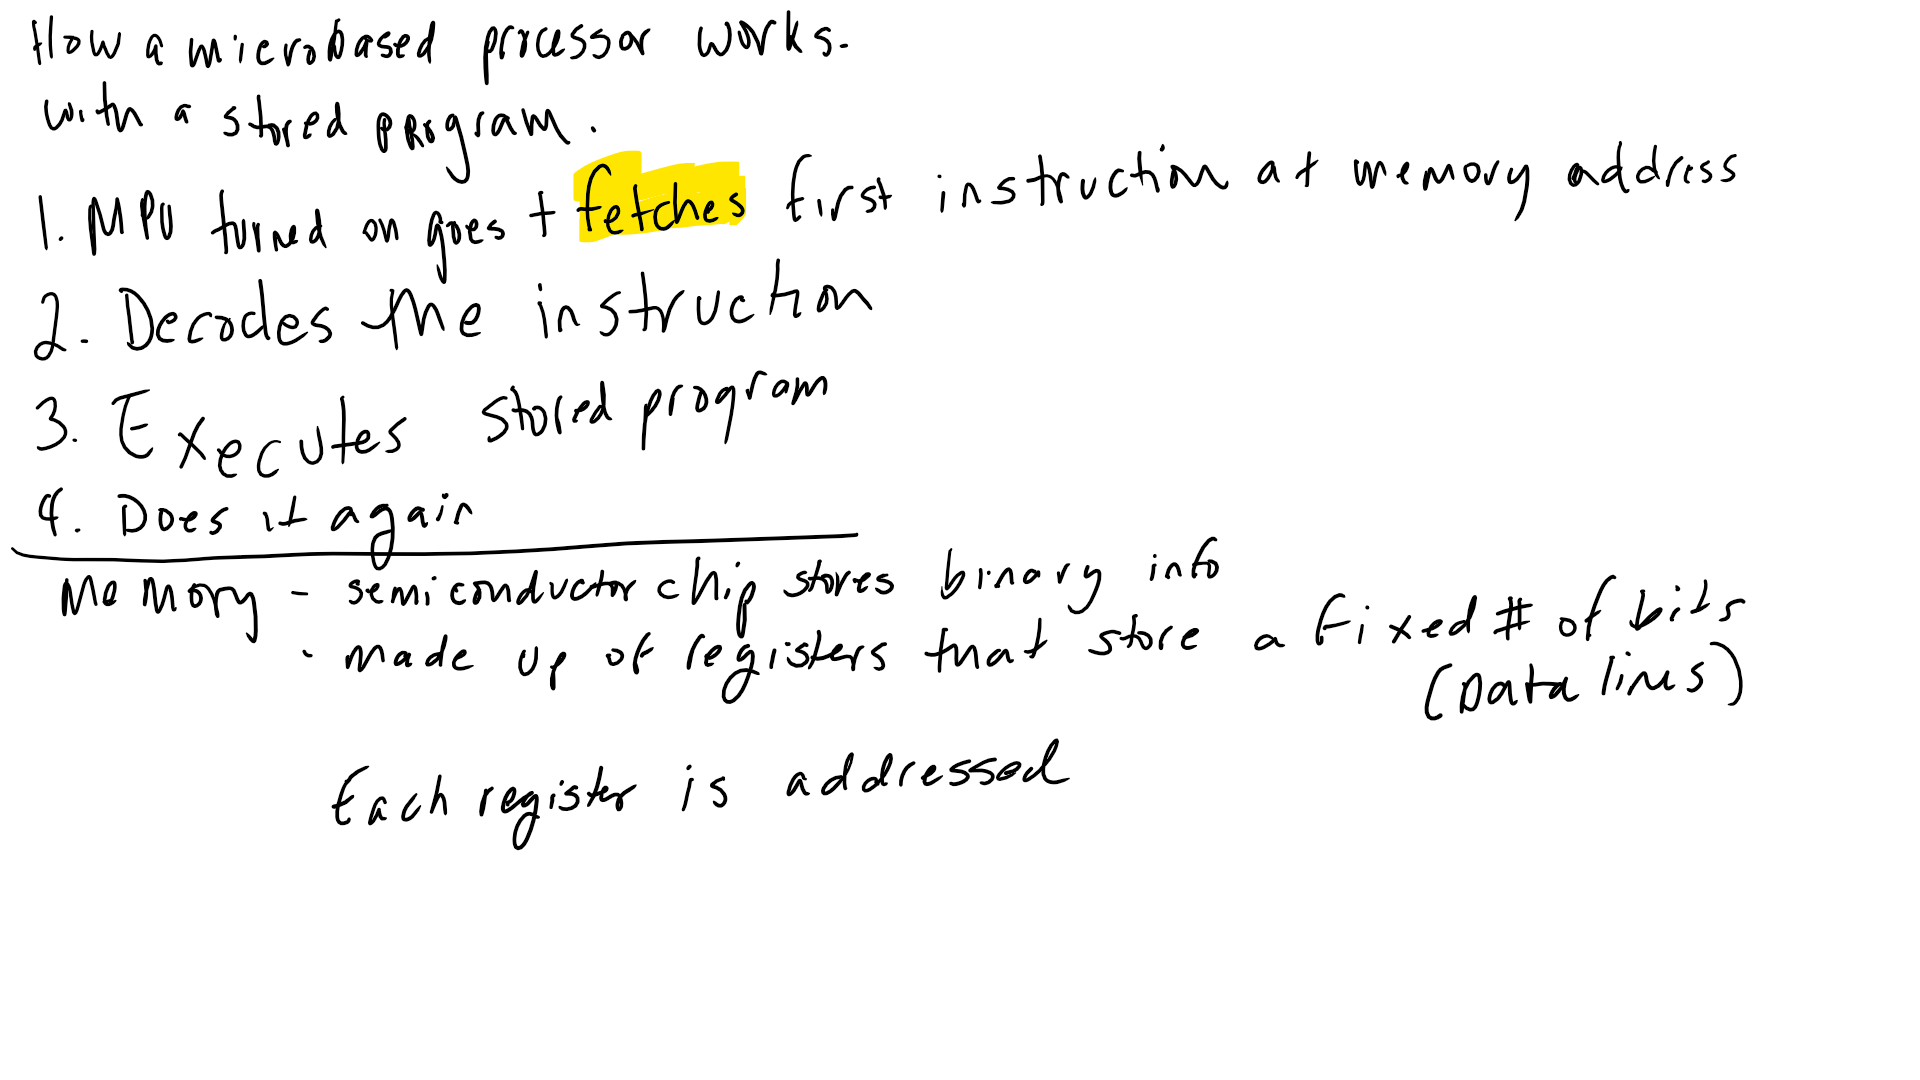 How a microbased processor works.
with a stored program.
1. MPU turned on goes + fetches first instruction at memory address
2. Decodes the instruction
3. Executes stored program
4. Does it again
Memory - semiconductor chip stores binary info
· made up of registers that store a fixed # of bits
(Data lines)
Each register is addressed